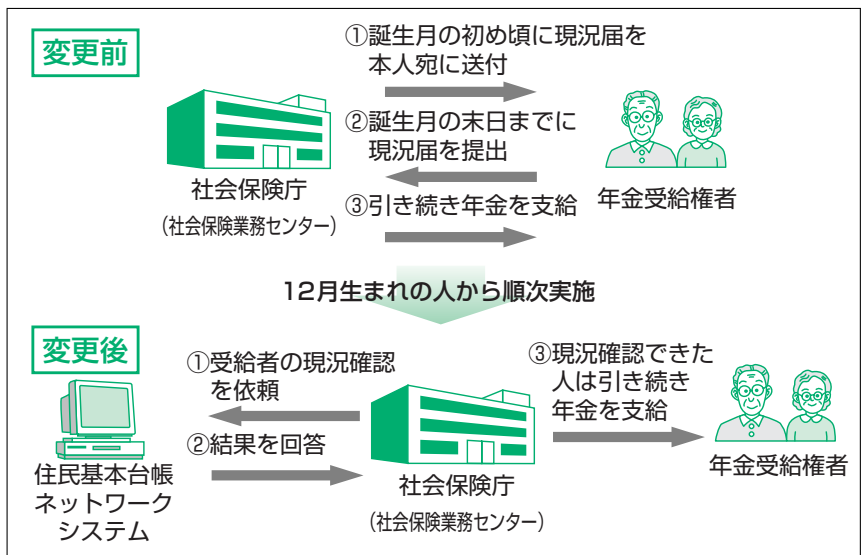 変更前
①誕生月の初め頃に現況届を
本人宛に送付
②誕生月の末日までに
現況届を提出
③引き続き年金を支給
社会保険庁
（社会保険業務センター）
年金受給権者
12月生まれの人から順次実施
変更後
①受給者の現況確認
を依頼
②結果を回答
住民基本台帳
ネットワーク
システム
社会保険庁
（社会保険業務センター）
③現況確認できた
人は引き続き
年金を支給
年金受給権者